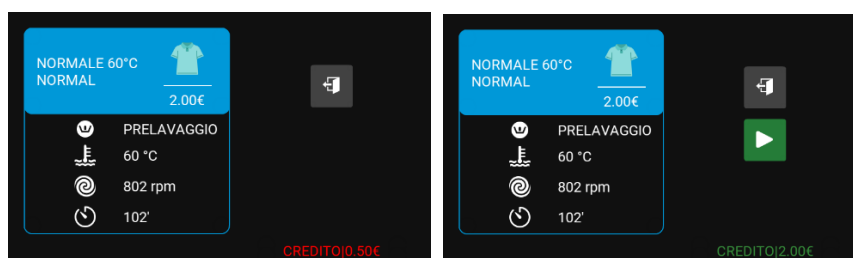 NORMALE 60°C
NORMAL
2.00€
PRELAVAGGIO
60 °C
802 rpm
102'
CREDITO|0.50€
NORMALE 60°C
NORMAL
2.00€
PRELAVAGGIO
60 °C
802 rpm
102'
CREDITO|2.00€